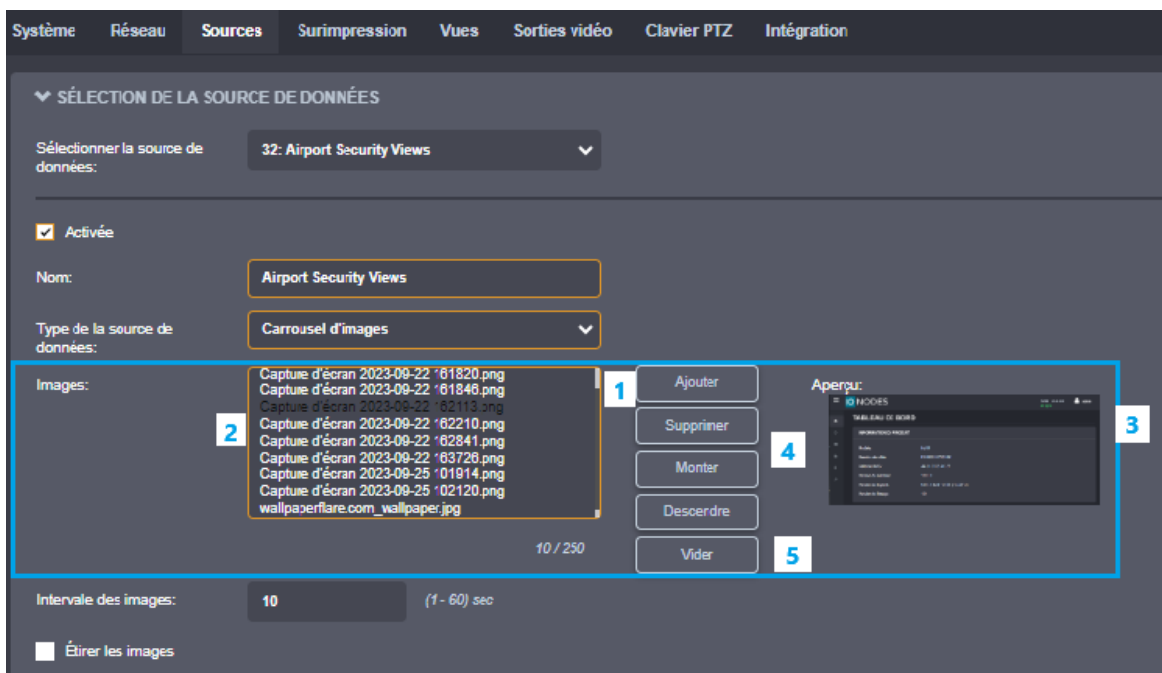 Système Réseau Sources Surimpression Vues Sorties vidéo Clavier PTZ Intégration
SÉLECTION DE LA SOURCE DE DONNÉES
Sélectionner la source de données:
32: Airport Security Views
Activée
Nom:
Airport Security Views
Type de la source de données:
Carrousel d'images
Images:
Capture d'écran 2023-09-22 161820.png
Capture d'écran 2023-09-22 161846.png
Capture d'écran 2023-09-22 162113.png
Capture d'écran 2023-09-22 162210.png
Capture d'écran 2023-09-22 162841.png
Capture d'écran 2023-09-22 163726.png
Capture d'écran 2023-09-25 101914.png
Capture d'écran 2023-09-25 102120.png
wallpaperflare.com_wallpaper.jpg
10 / 250
1
2
Ajouter
Supprimer
Monter
Descendre
Vider
4
5
Aperçu:
IONODES
TABLEAU DE BORD
3
Intervale des images:
10
(1 - 60) sec
Étirer les images